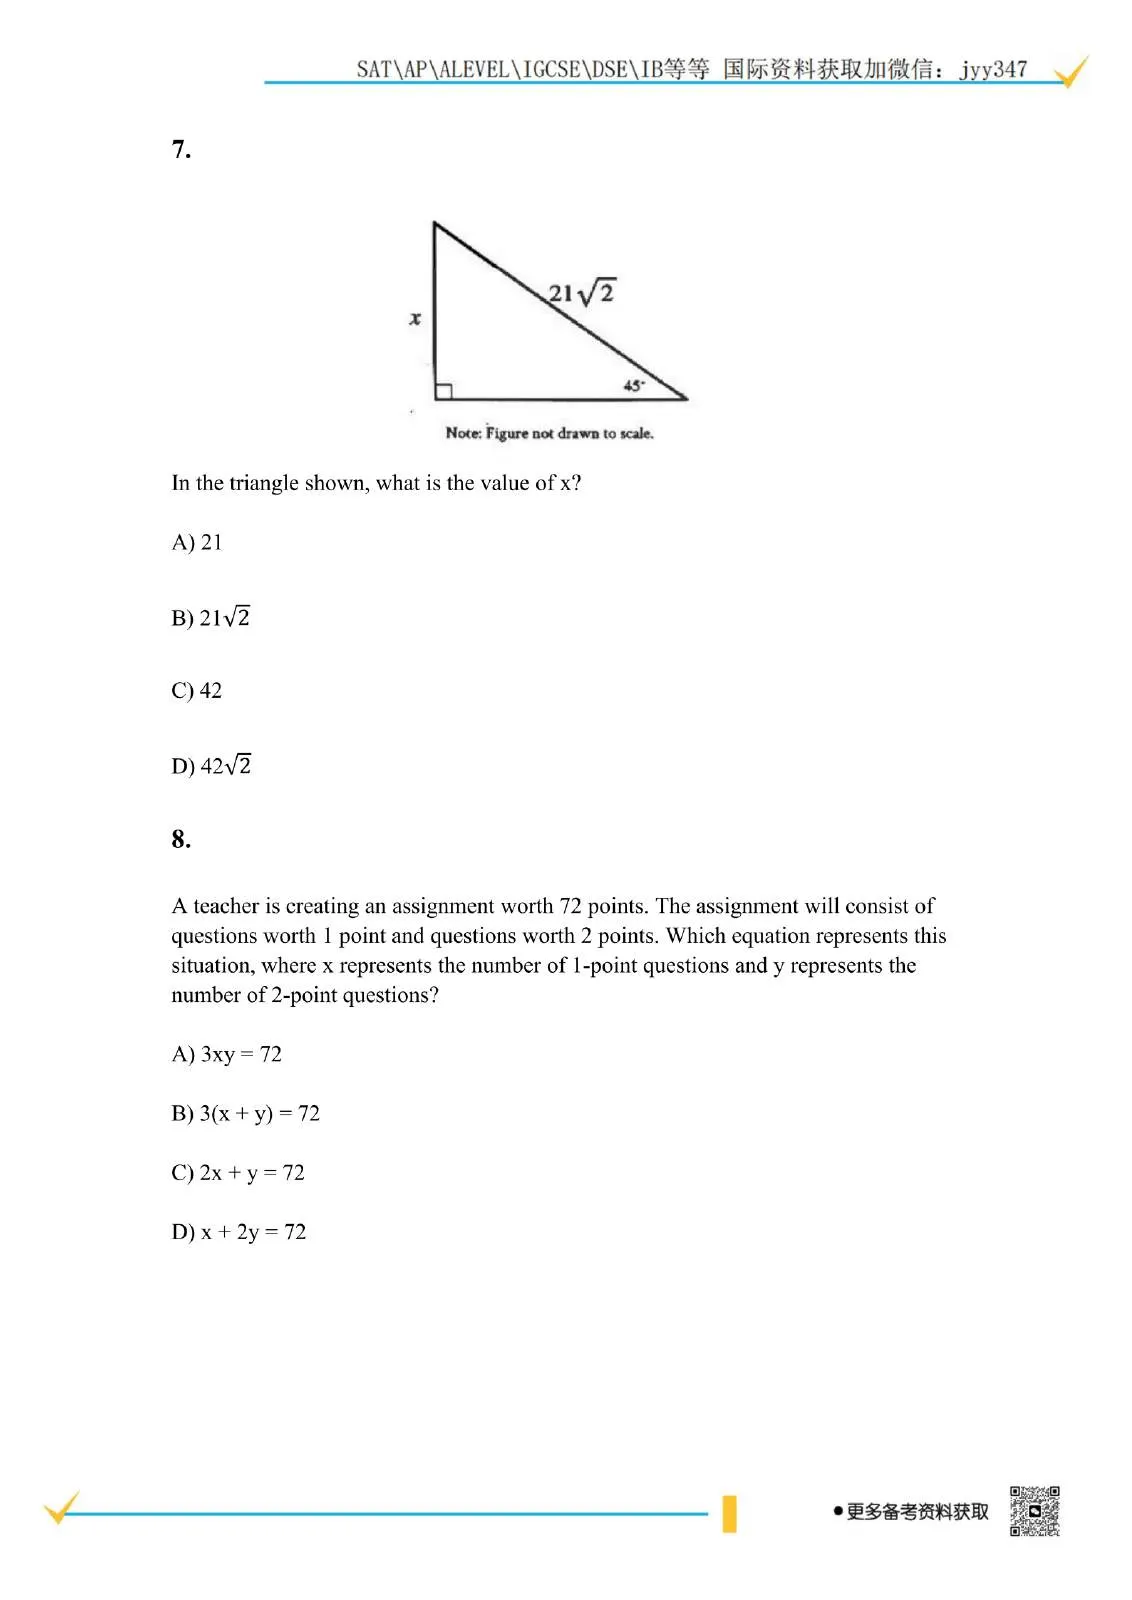 SAT\AP\ALEVEL\IGCSE\DSE\IB等等 国际资料获取加微信：jyy347
7.
21√2
x
45°
Note: Figure not drawn to scale.
In the triangle shown, what is the value of x?
A) 21
B) 21√2
C) 42
D) 42√2
8.
A teacher is creating an assignment worth 72 points. The assignment will consist of
questions worth 1 point and questions worth 2 points. Which equation represents this
situation, where x represents the number of 1-point questions and y represents the
number of 2-point questions?
A) 3xy = 72
B) 3(x + y) = 72
C) 2x + y = 72
D) x + 2y = 72
●更多备考资料获取